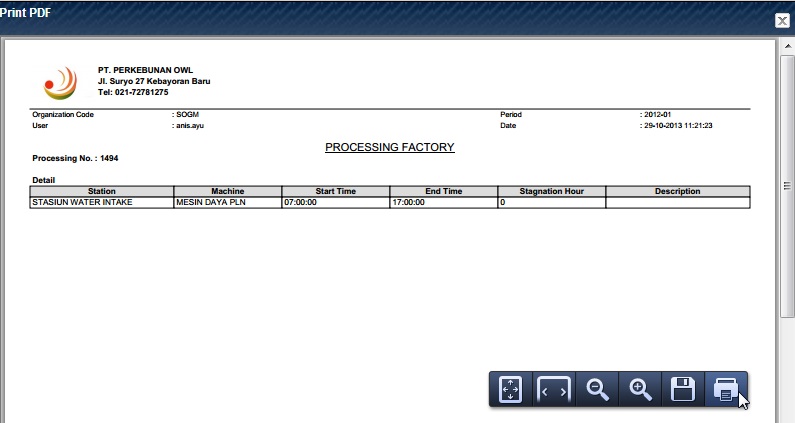 Print PDF
PT. PERKEBUNAN OWL
Jl. Suryo 27 Kebayoran Baru
Tel: 021-72781275
Organization Code : SOGM Period : 2012-01
User : anis.ayu Date : 29-10-2013 11:21:23
PROCESSING FACTORY
Processing No. : 1494
Detail
Station Machine Start Time End Time Stagnation Hour Description
STASIUN WATER INTAKE MESIN DAYA PLN 07:00:00 17:00:00 0